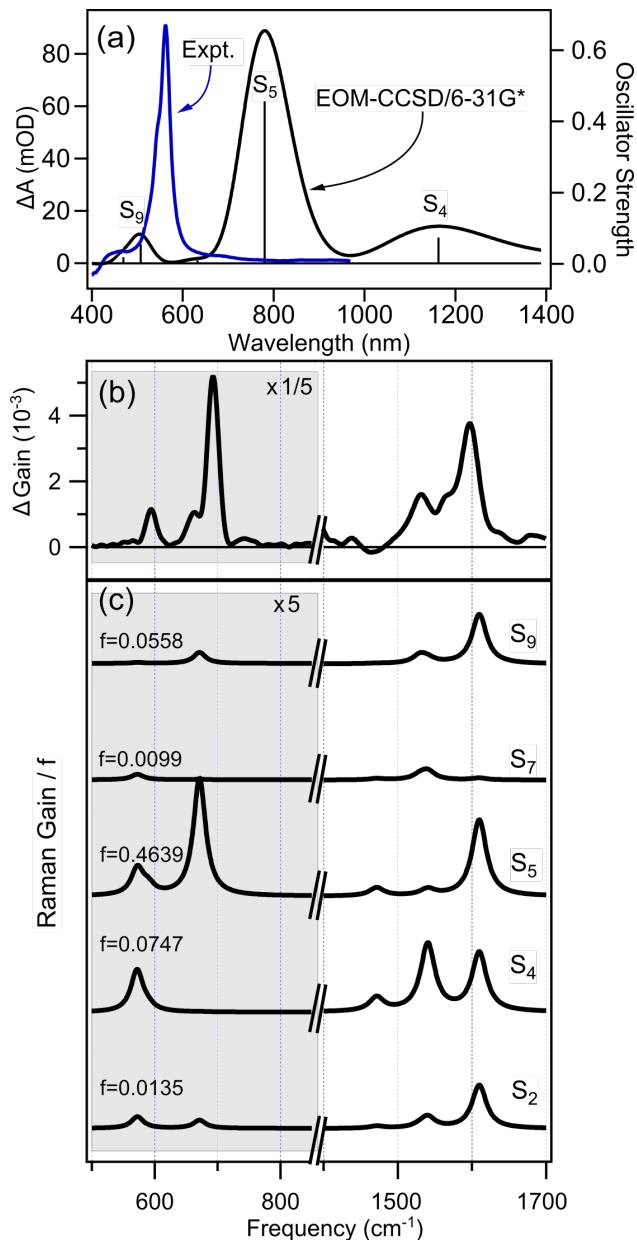 (a)
Expt.
S5
EOM-CCSD/6-31G*
S9
S4
80
60
40
20
0
ΔA (mOD)
0.6
0.4
0.2
0.0
Oscillator Strength
400 600 800 1000 1200 1400
Wavelength (nm)
(b)
x 1/5
4
2
0
Δ Gain (10-3)
(c)
x 5
f=0.0558
S9
f=0.0099
S7
f=0.4639
S5
f=0.0747
S4
f=0.0135
S2
Raman Gain / f
600 800 1500 1700
Frequency (cm-1)